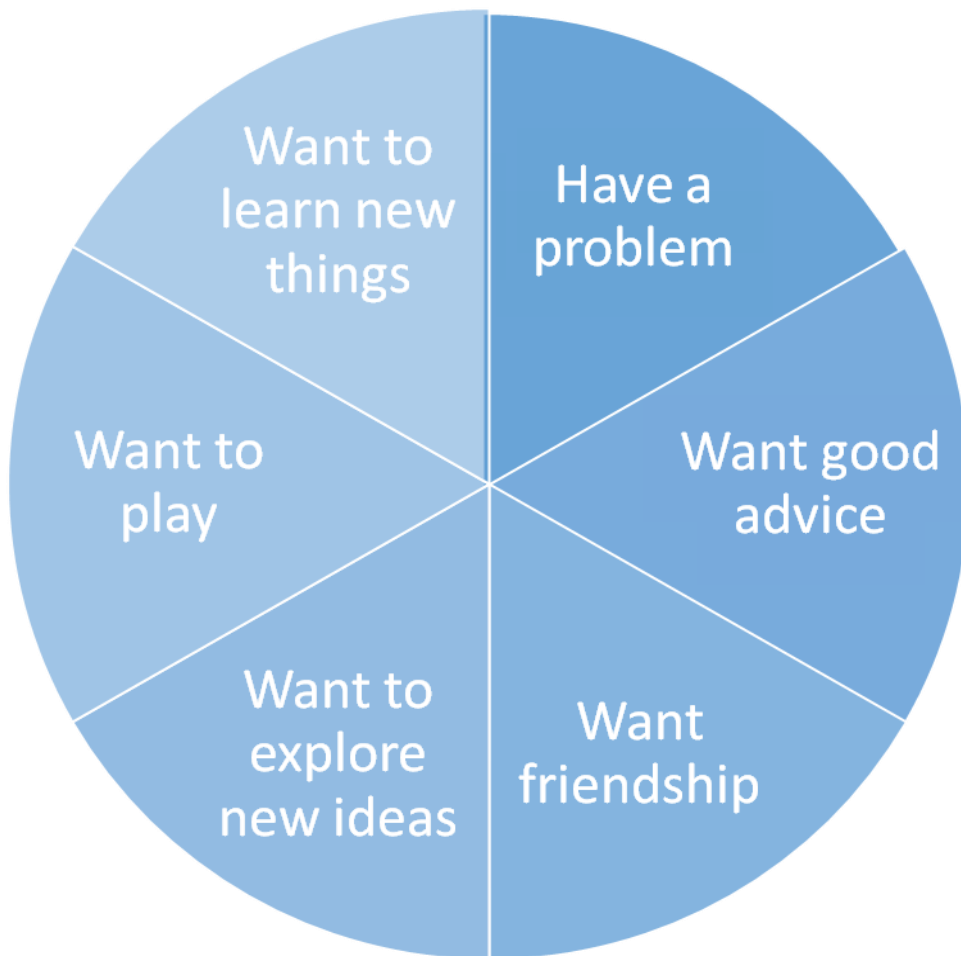 Have a
problem
Want good
advice
Want
friendship
Want to
explore
new ideas
Want to
play
Want to
learn new
things